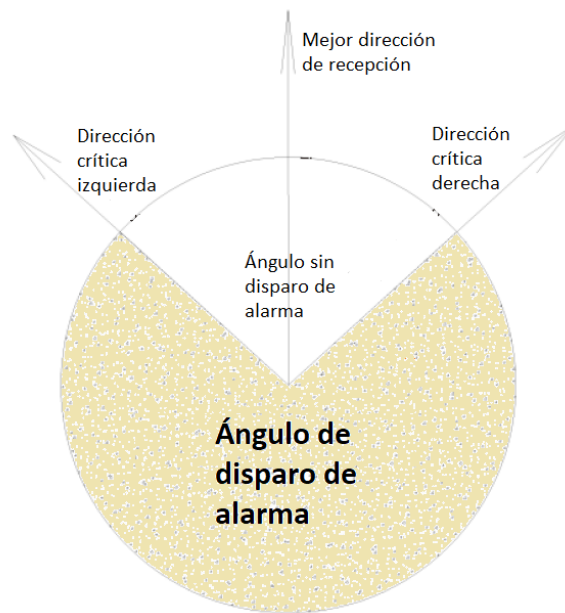 Mejor dirección
de recepción
Dirección
crítica
izquierda
Dirección
crítica
derecha
Ángulo sin
disparo de
alarma
Ángulo de
disparo de
alarma